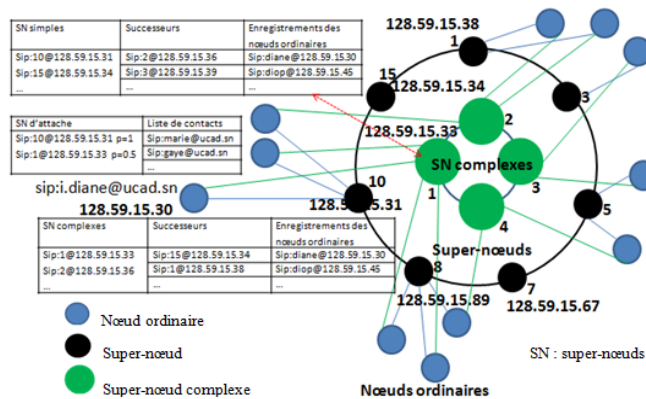 SN simples Successeurs Enregistrements des nœuds ordinaires
Sip:10@128.59.15.31 Sip:2@128.59.15.36 Sip:diane@128.59.15.30
Sip:15@128.59.15.34 Sip:3@128.59.15.39 Sip:diop@128.59.15.45
... ... ...
128.59.15.38
1
15
128.59.15.34
3
2
128.59.15.33
SN complexes
1
3
4
SN d'attache Liste de contacts
Sip:10@128.59.15.31 p=1 Sip:marie@ucad.sn
Sip:1@128.59.15.33 p=0.5 Sip:gaye@ucad.sn
... ...
sip:i.diane@ucad.sn
128.59.15.30
10
128.59.15.31
5
SN complexes Successeurs Enregistrements des nœuds ordinaires
Sip:1@128.59.15.33 Sip:15@128.59.15.34 Sip:diane@128.59.15.30
Sip:2@128.59.15.36 Sip:1@128.59.15.38 Sip:diop@128.59.15.45
... ... ...
Super-nœuds
8
7
128.59.15.89
128.59.15.67
Nœud ordinaire
Super-nœud
Super-nœud complexe
SN : super-nœuds
Nœuds ordinaires